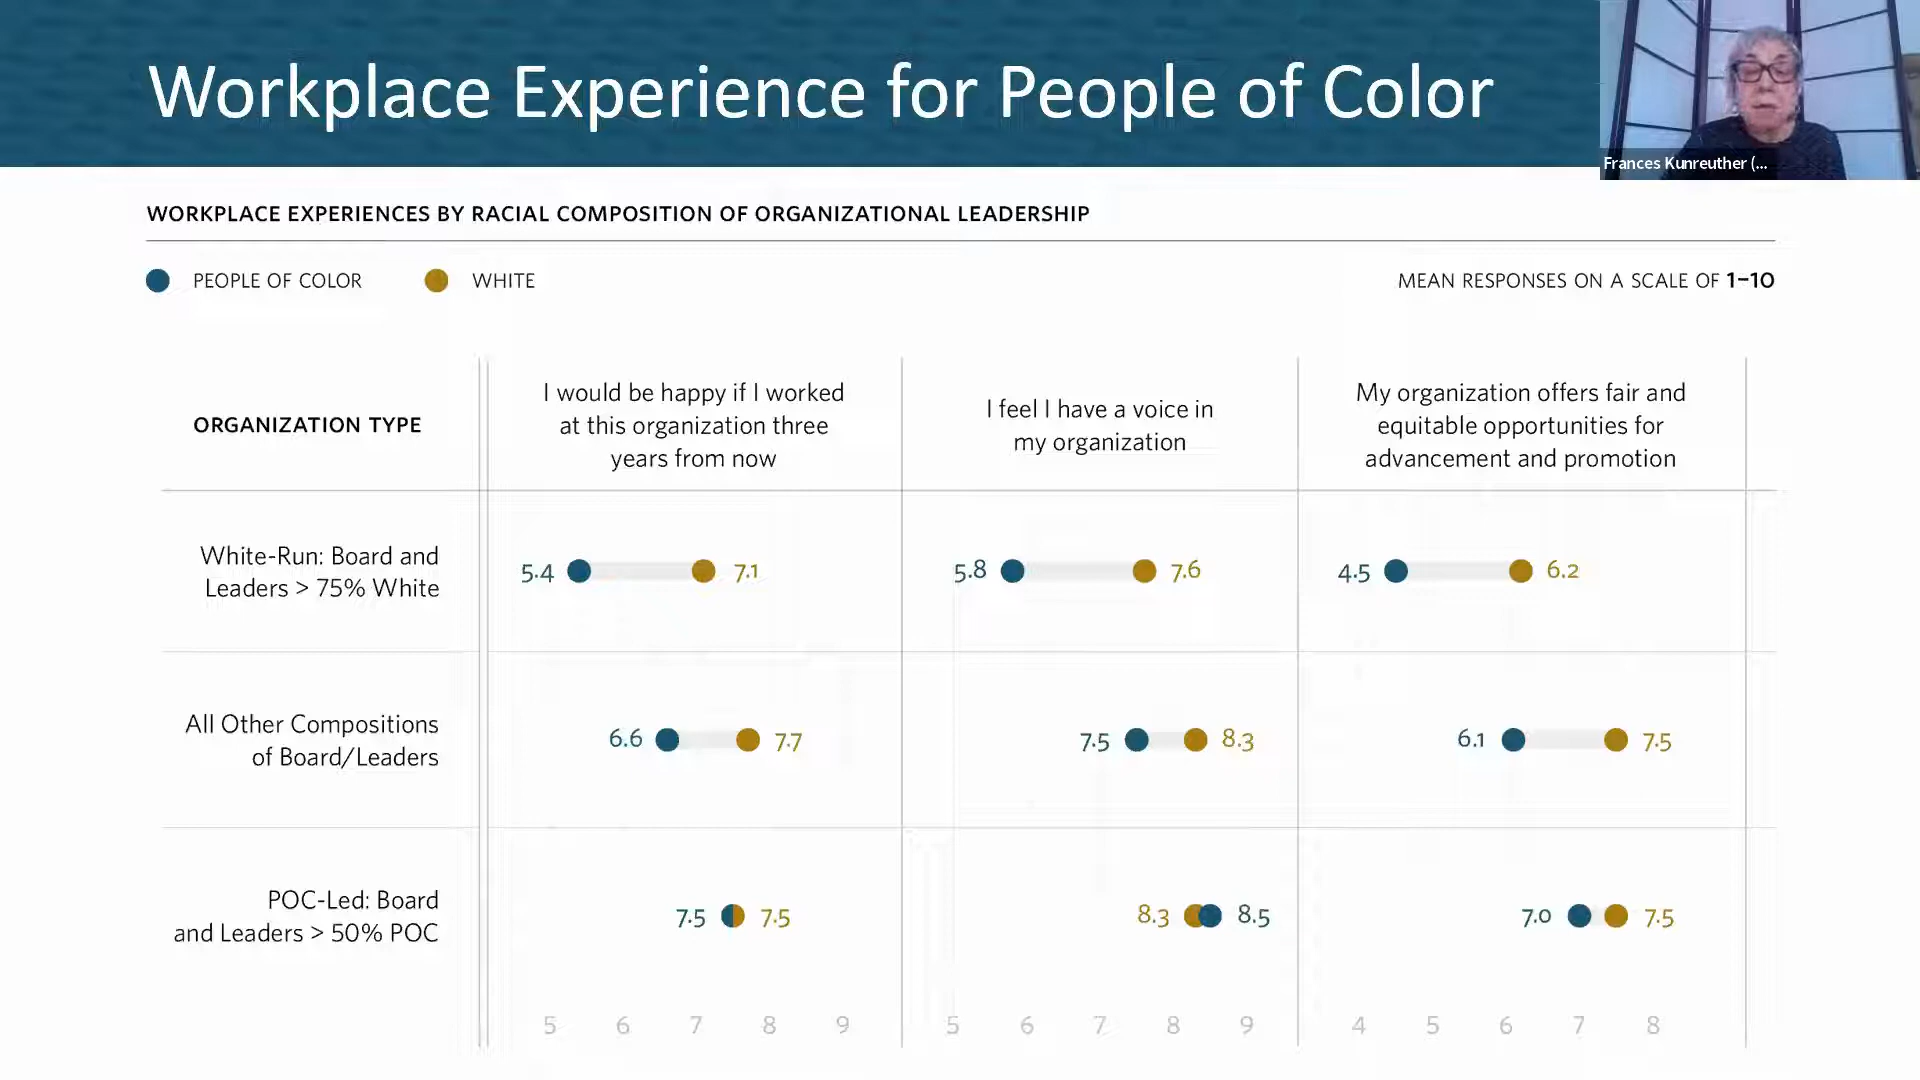 Workplace Experience for People of Color
Frances Kunreuther (...
WORKPLACE EXPERIENCES BY RACIAL COMPOSITION OF ORGANIZATIONAL LEADERSHIP
PEOPLE OF COLOR
WHITE
MEAN RESPONSES ON A SCALE OF 1–10
ORGANIZATION TYPE
I would be happy if I worked
at this organization three
years from now
I feel I have a voice in
my organization
My organization offers fair and
equitable opportunities for
advancement and promotion
White-Run: Board and
Leaders > 75% White
5.4 7.1
5.8 7.6
4.5 6.2
All Other Compositions
of Board/Leaders
6.6 7.7
7.5 8.3
6.1 7.5
POC-Led: Board
and Leaders > 50% POC
7.5 7.5
8.3 8.5
7.0 7.5
5 6 7 8 9
5 6 7 8 9
4 5 6 7 8